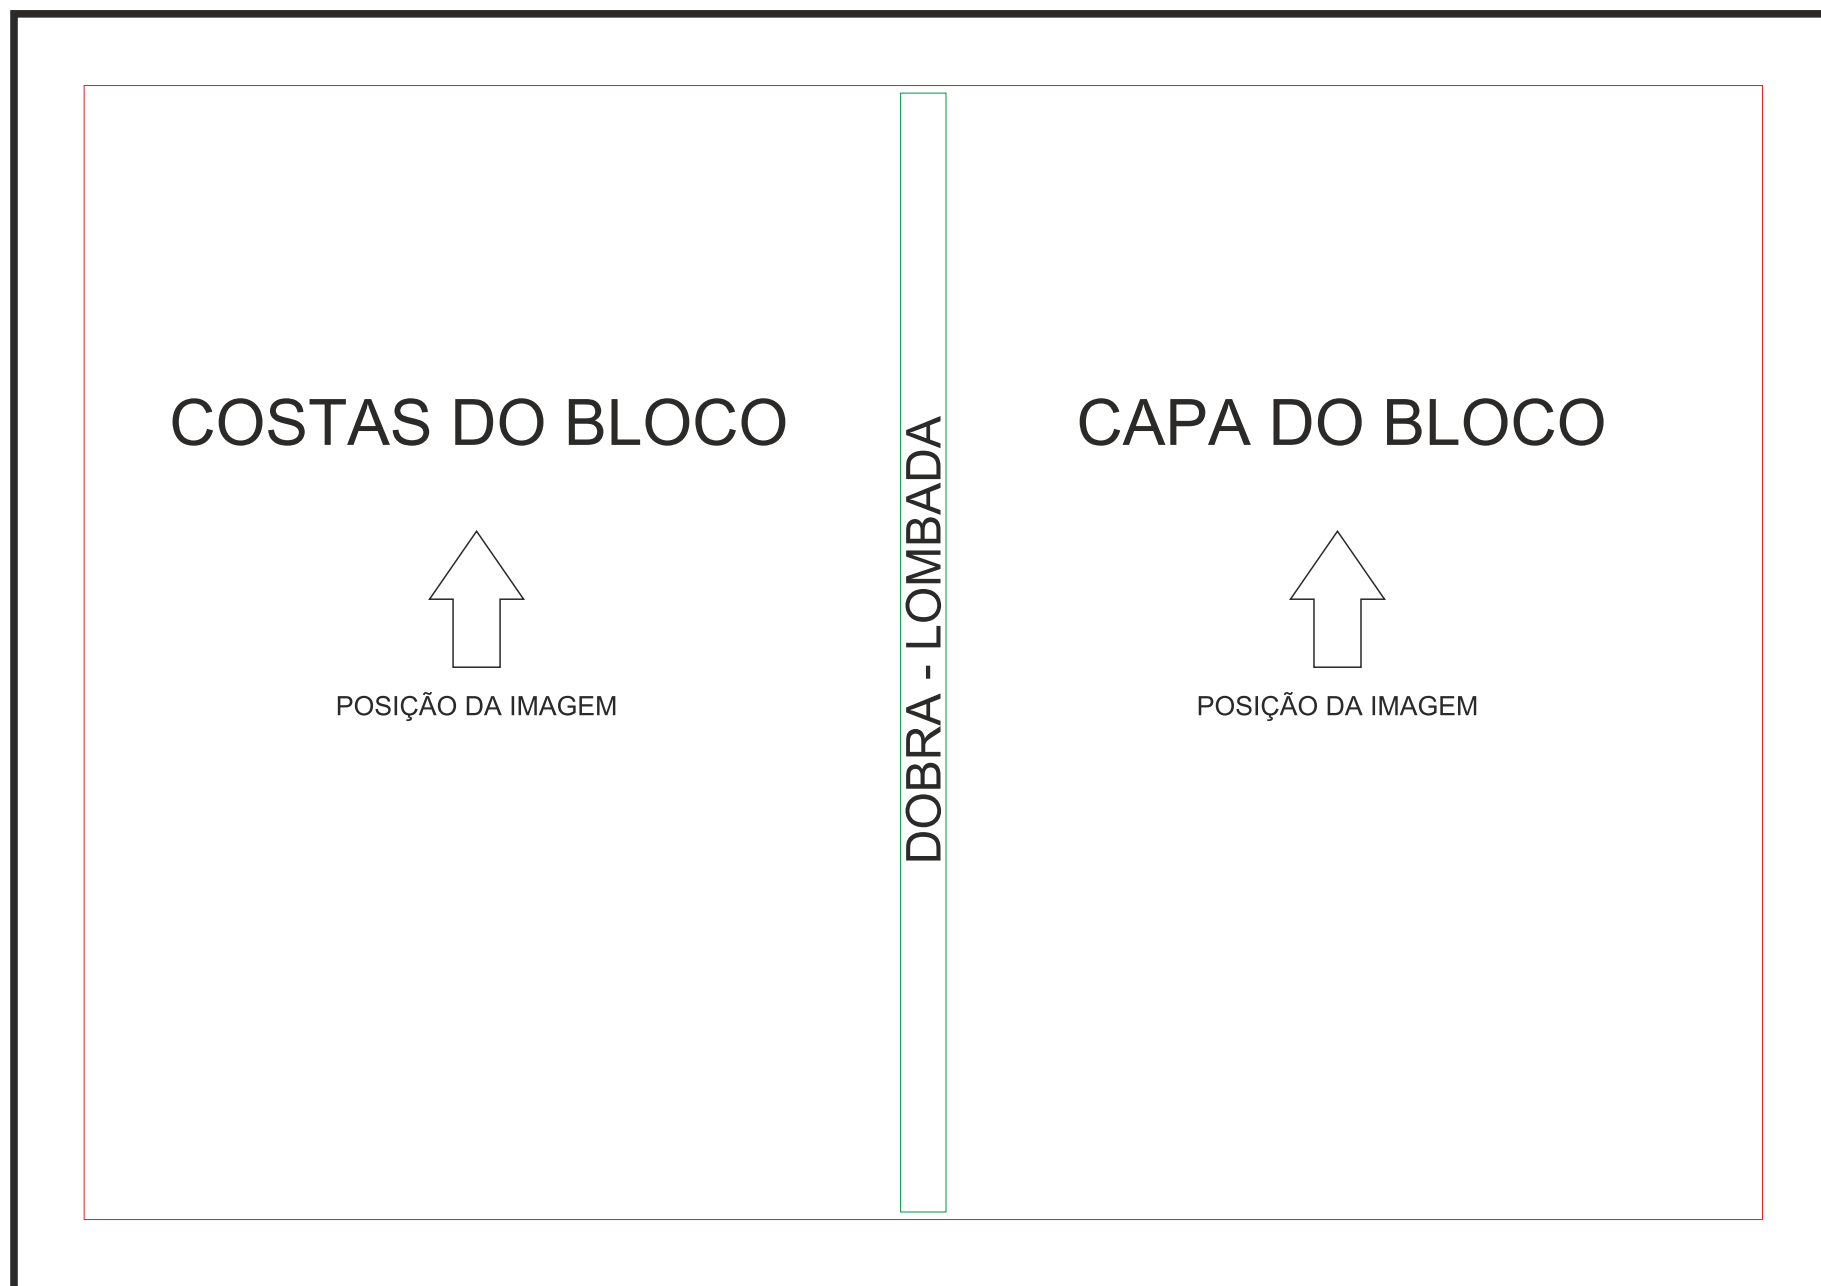 COSTAS DO BLOCO
POSIÇÃO DA IMAGEM
DOBRA - LOMBADA
CAPA DO BLOCO
POSIÇÃO DA IMAGEM